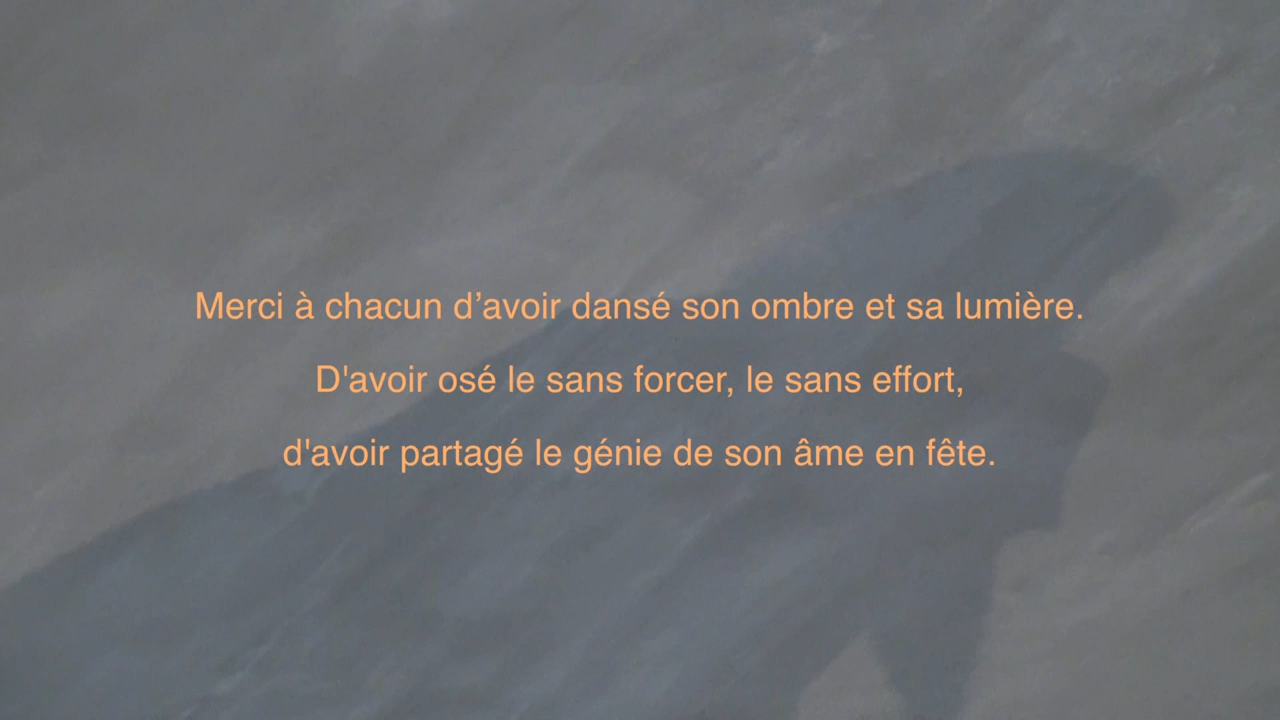 Merci à chacun d’avoir dansé son ombre et sa lumière.
D'avoir osé le sans forcer, le sans effort,
d'avoir partagé le génie de son âme en fête.